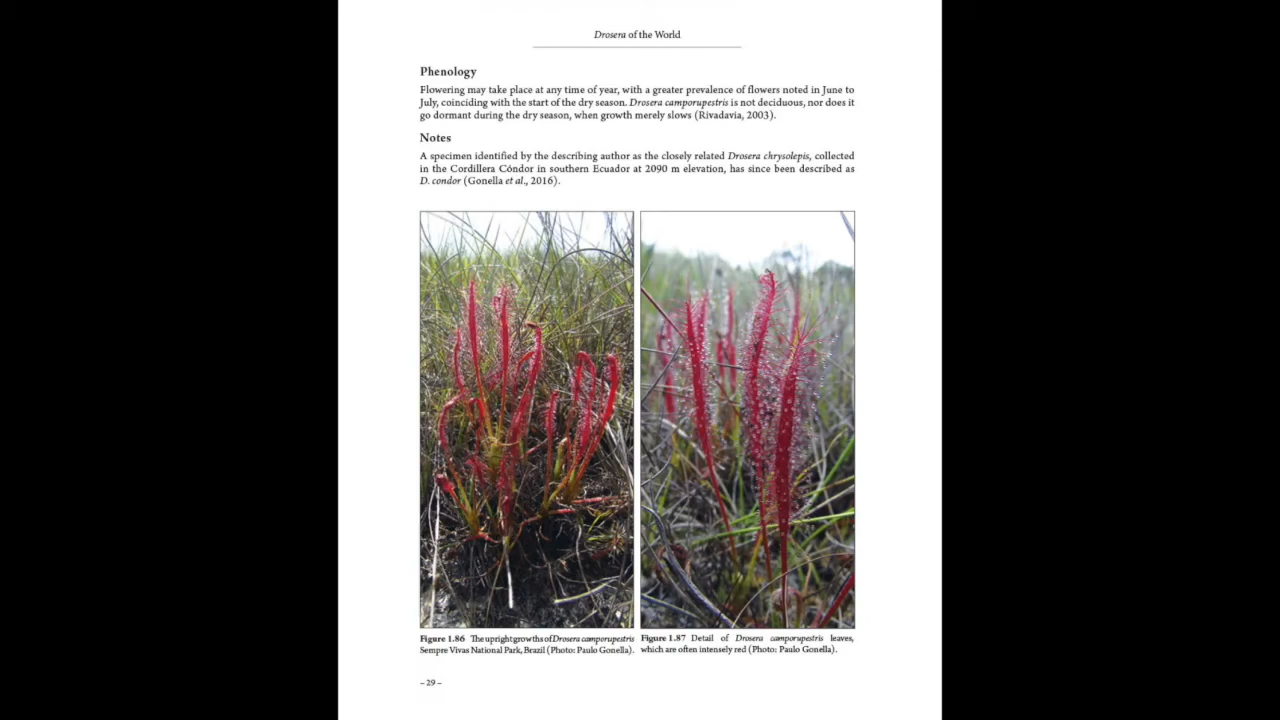 Drosera of the World
Phenology
Flowering may take place at any time of year, with a greater prevalence of flowers noted in June to
July, coinciding with the start of the dry season. Drosera camporupestris is not deciduous, nor does it
go dormant during the dry season, when growth merely slows (Rivadavia, 2003).
Notes
A specimen identified by the describing author as the closely related Drosera chrysolepis, collected
in the Cordillera Cóndor in southern Ecuador at 2090 m elevation, has since been described as
D. condor (Gonella et al., 2016).
Figure 1.86 The upright growths of Drosera camporupestris
Sempre Vivas National Park, Brazil (Photo: Paulo Gonella).
Figure 1.87 Detail of Drosera camporupestris leaves,
which are often intensely red (Photo: Paulo Gonella).
– 29 –